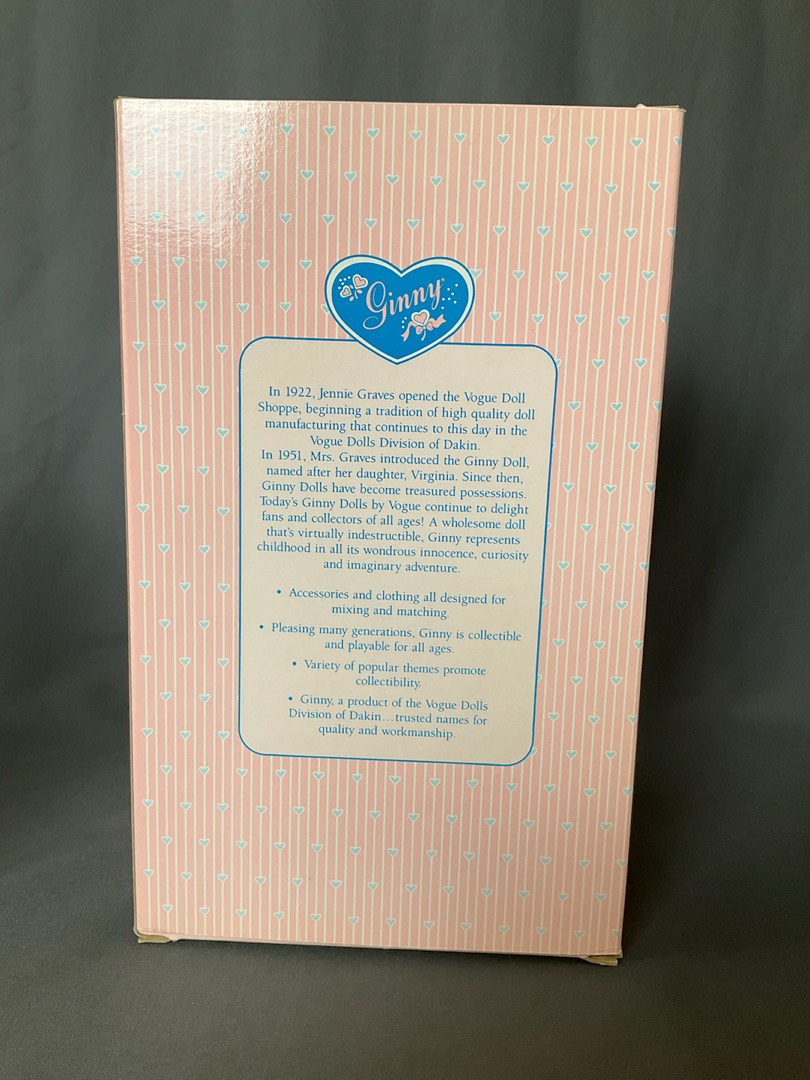 Ginny®
In 1922, Jennie Graves opened the Vogue Doll
Shoppe, beginning a tradition of high quality doll
manufacturing that continues to this day in the
Vogue Dolls Division of Dakin.
In 1951, Mrs. Graves introduced the Ginny Doll,
named after her daughter, Virginia. Since then,
Ginny Dolls have become treasured possessions.
Today's Ginny Dolls by Vogue continue to delight
fans and collectors of all ages! A wholesome doll
that's virtually indestructible, Ginny represents
childhood in all its wondrous innocence, curiosity
and imaginary adventure.
• Accessories and clothing all designed for
mixing and matching.
• Pleasing many generations, Ginny is collectible
and playable for all ages.
• Variety of popular themes promote
collectibility.
• Ginny, a product of the Vogue Dolls
Division of Dakin...trusted names for
quality and workmanship.